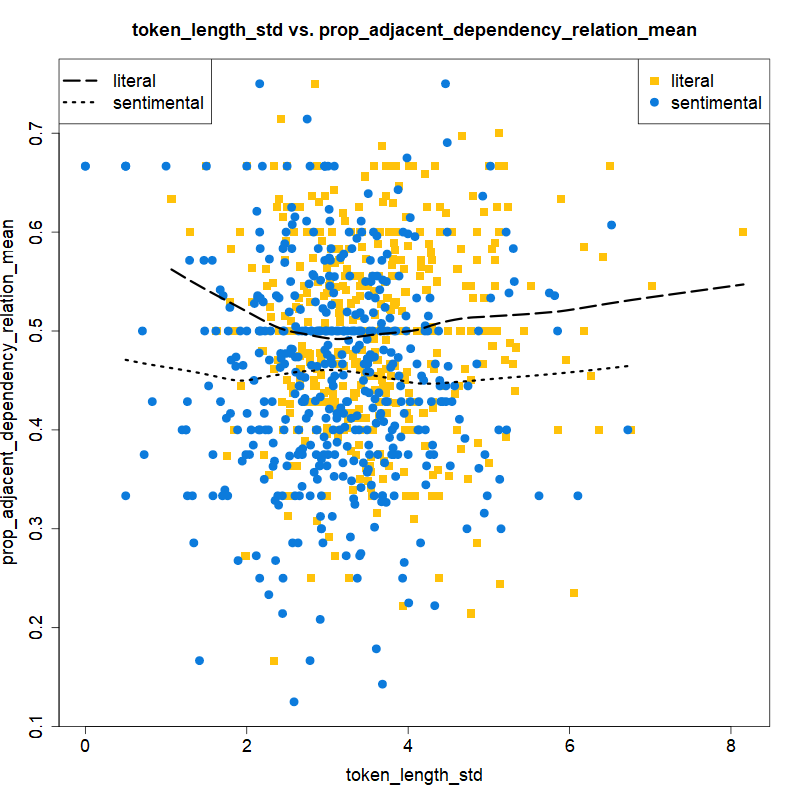 token_length_std vs. prop_adjacent_dependency_relation_mean
literal
sentimental
literal
sentimental
prop_adjacent_dependency_relation_mean
0.7
0.6
0.5
0.4
0.3
0.2
0.1
0 2 4 6 8
token_length_std